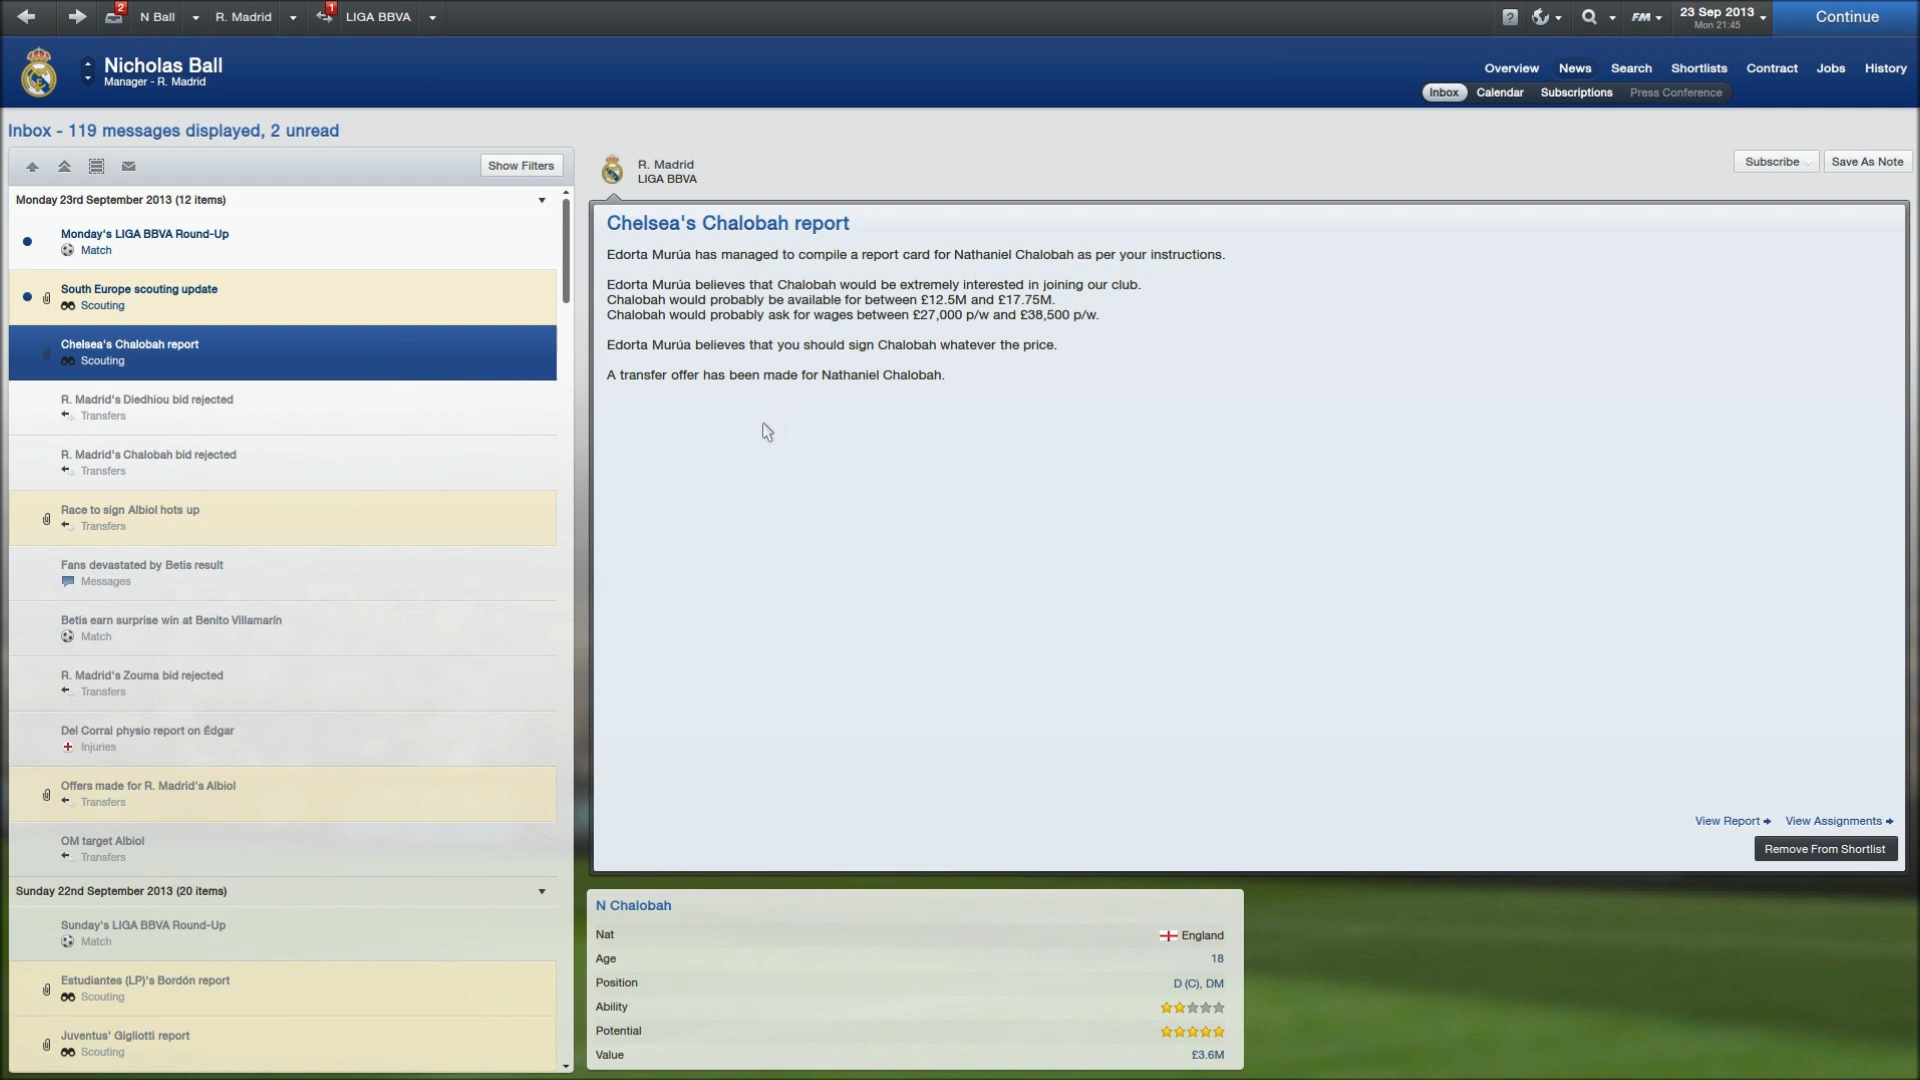 2
N Ball
R. Madrid
1
LIGA BBVA
?
FM
23 Sep 2013
Mon 21:45
Continue
Nicholas Ball
Manager - R. Madrid
Overview
News
Search
Shortlists
Contract
Jobs
History
Inbox
Calendar
Subscriptions
Press Conference
Inbox - 119 messages displayed, 2 unread
Show Filters
Monday 23rd September 2013 (12 items)
Monday's LIGA BBVA Round-Up
Match
South Europe scouting update
Scouting
Chelsea's Chalobah report
Scouting
R. Madrid's Diedhiou bid rejected
Transfers
R. Madrid's Chalobah bid rejected
Transfers
Race to sign Albiol hots up
Transfers
Fans devastated by Betis result
Messages
Betis earn surprise win at Benito Villamarín
Match
R. Madrid's Zouma bid rejected
Transfers
Del Corral physio report on Édgar
Injuries
Offers made for R. Madrid's Albiol
Transfers
OM target Albiol
Transfers
Sunday 22nd September 2013 (20 items)
Sunday's LIGA BBVA Round-Up
Match
Estudiantes (LP)'s Bordón report
Scouting
Juventus' Gigliotti report
Scouting
R. Madrid
LIGA BBVA
Subscribe
Save As Note
Chelsea's Chalobah report
Edorta Murúa has managed to compile a report card for Nathaniel Chalobah as per your instructions.
Edorta Murúa believes that Chalobah would be extremely interested in joining our club.
Chalobah would probably be available for between £12.5M and £17.75M.
Chalobah would probably ask for wages between £27,000 p/w and £38,500 p/w.
Edorta Murúa believes that you should sign Chalobah whatever the price.
A transfer offer has been made for Nathaniel Chalobah.
View Report
View Assignments
Remove From Shortlist
N Chalobah
Nat
England
Age
18
Position
D (C), DM
Ability
Potential
Value
£3.6M